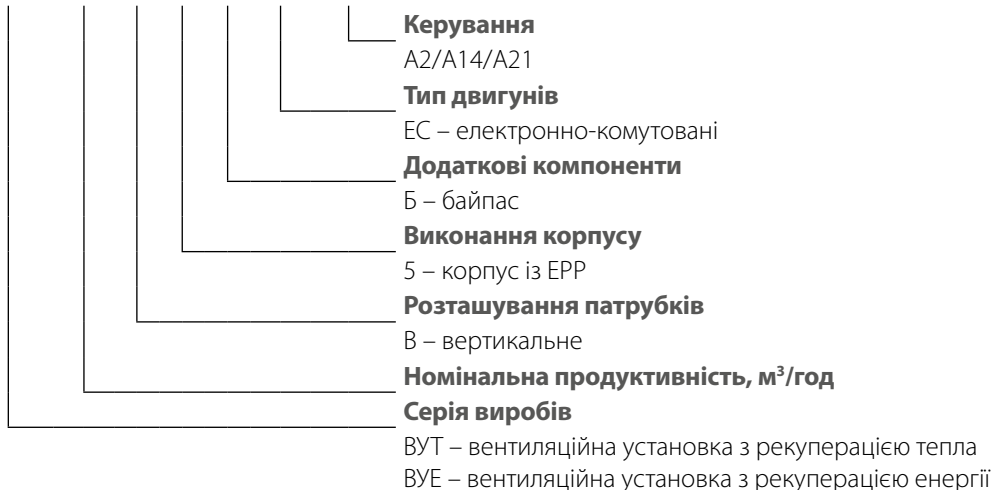 Керування
А2/А14/А21
Тип двигунів
ЕС – електронно-комутовані
Додаткові компоненти
Б – байпас
Виконання корпусу
5 – корпус із EPP
Розташування патрубків
В – вертикальне
Номінальна продуктивність, м³/год
Серія виробів
ВУТ – вентиляційна установка з рекуперацією тепла
ВУЕ – вентиляційна установка з рекуперацією енергії